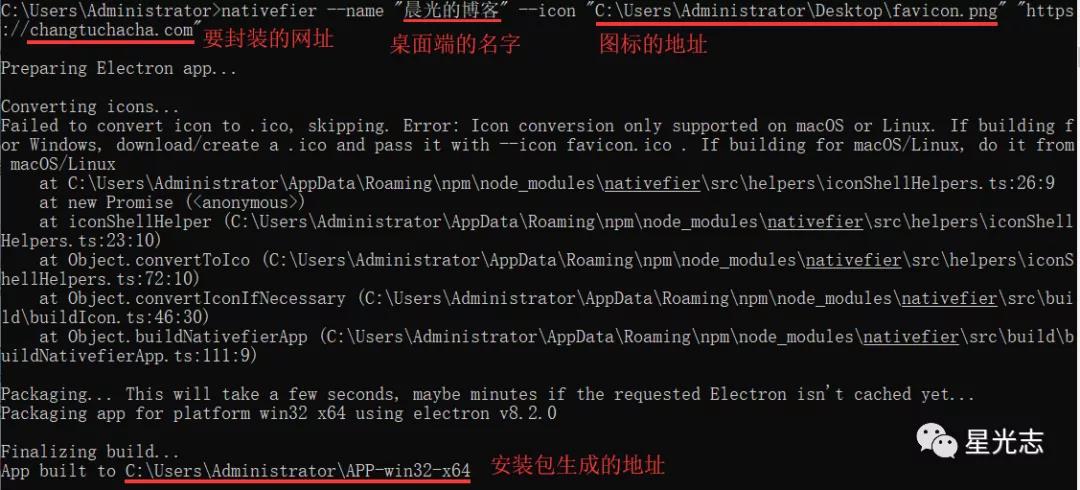 C:\Users\Administrator>nativefier --name "晨光的博客" --icon "C:\Users\Administrator\Desktop\favicon.png" "https
://changtuchacha.com" 要封装的网址 桌面端的名字 图标的地址
Preparing Electron app...
Converting icons...
Failed to convert icon to .ico, skipping. Error: Icon conversion only supported on macOS or Linux. If building f
or Windows, download/create a .ico and pass it with --icon favicon.ico . If building for macOS/Linux, do it from
macOS/Linux
at C:\Users\Administrator\AppData\Roaming\npm\node_modules\nativefier\src\helpers\iconShellHelpers.ts:26:9
at new Promise (<anonymous>)
at iconShellHelper (C:\Users\Administrator\AppData\Roaming\npm\node_modules\nativefier\src\helpers\iconShell
Helpers.ts:23:10)
at Object.convertToIco (C:\Users\Administrator\AppData\Roaming\npm\node_modules\nativefier\src\helpers\iconS
hellHelpers.ts:72:10)
at Object.convertIconIfNecessary (C:\Users\Administrator\AppData\Roaming\npm\node_modules\nativefier\src\bui
ld\buildIcon.ts:46:30)
at Object.buildNativefierApp (C:\Users\Administrator\AppData\Roaming\npm\node_modules\nativefier\src\build\b
uildNativefierApp.ts:111:9)
Packaging... This will take a few seconds, maybe minutes if the requested Electron isn't cached yet...
Packaging app for platform win32 x64 using electron v8.2.0
Finalizing build...
App built to C:\Users\Administrator\APP-win32-x64 安装包生成的地址
星光志